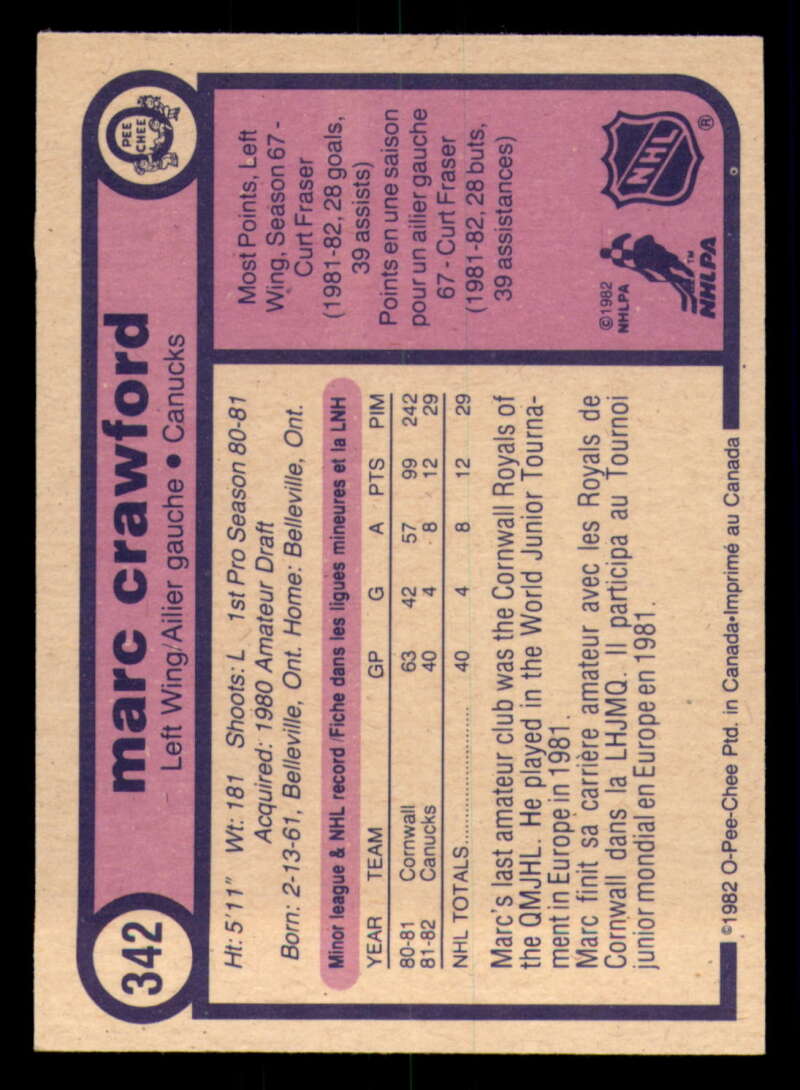 342
marc crawford
Left Wing/Ailier gauche • Canucks
O
PEE
CHEE
Ht: 5'11" Wt: 181 Shoots: L 1st Pro Season 80-81
Acquired: 1980 Amateur Draft
Born: 2-13-61, Belleville, Ont. Home: Belleville, Ont.
Minor league & NHL record/Fiche dans les ligues mineures et la LNH
YEAR TEAM GP G A PTS PIM
80-81 Cornwall 63 42 57 99 242
81-82 Canucks 40 4 8 12 29
NHL TOTALS.................. 40 4 8 12 29
Marc's last amateur club was the Cornwall Royals of
the QMJHL. He played in the World Junior Tourna-
ment in Europe in 1981.
Marc finit sa carrière amateur avec les Royals de
Cornwall dans la LHJMQ. Il participa au Tournoi
junior mondial en Europe en 1981.
Most Points, Left
Wing, Season 67 -
Curt Fraser
(1981-82, 28 goals,
39 assists)
Points en une saison
pour un ailier gauche
67 - Curt Fraser
(1981-82, 28 buts,
39 assistances)
©1982
NHLPA
NHLPA
TM
NHL
®
©1982 O-Pee-Chee Ptd. in Canada•Imprimé au Canada